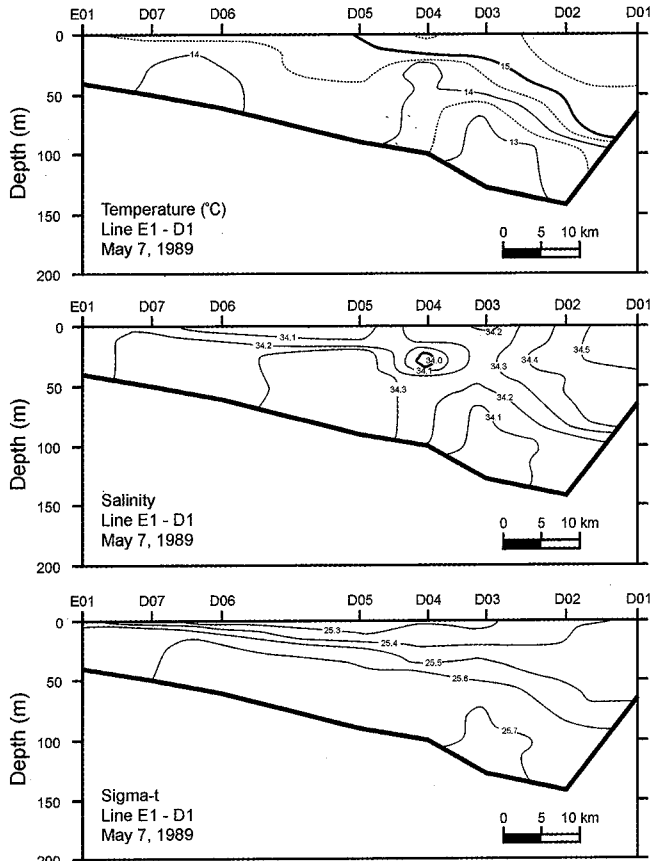 E01 D07 D06 D05 D04 D03 D02 D01
0
50
100
150
200
Depth (m)
14
15
14
13
Temperature (°C)
Line E1 - D1
May 7, 1989
0 5 10 km
E01 D07 D06 D05 D04 D03 D02 D01
0
50
100
150
200
Depth (m)
34.1
34.2
34.2
34.0
34.1
34.3
34.3
34.4
34.5
34.2
34.1
Salinity
Line E1 - D1
May 7, 1989
0 5 10 km
E01 D07 D06 D05 D04 D03 D02 D01
0
50
100
150
200
Depth (m)
25.3
25.4
25.5
25.6
25.7
Sigma-t
Line E1 - D1
May 7, 1989
0 5 10 km